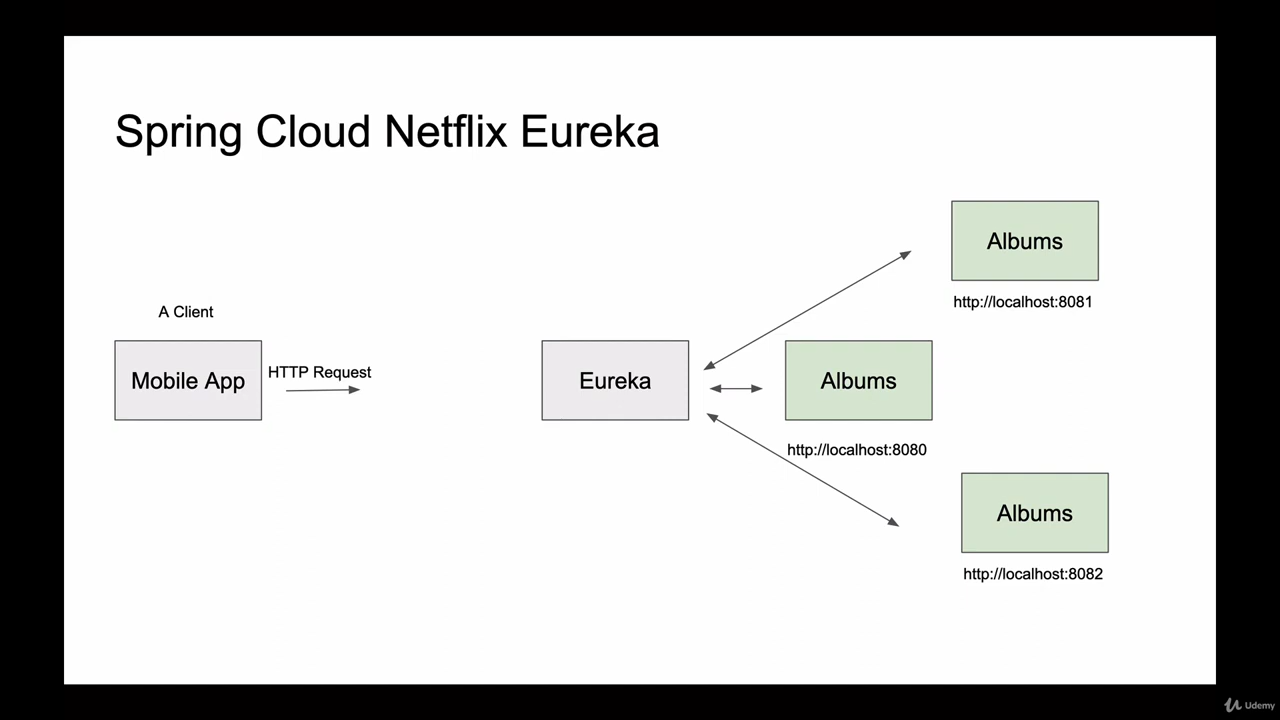 Spring Cloud Netflix Eureka
Albums
http://localhost:8081
A Client
Mobile App
HTTP Request
Eureka
Albums
http://localhost:8080
Albums
http://localhost:8082
Udemy